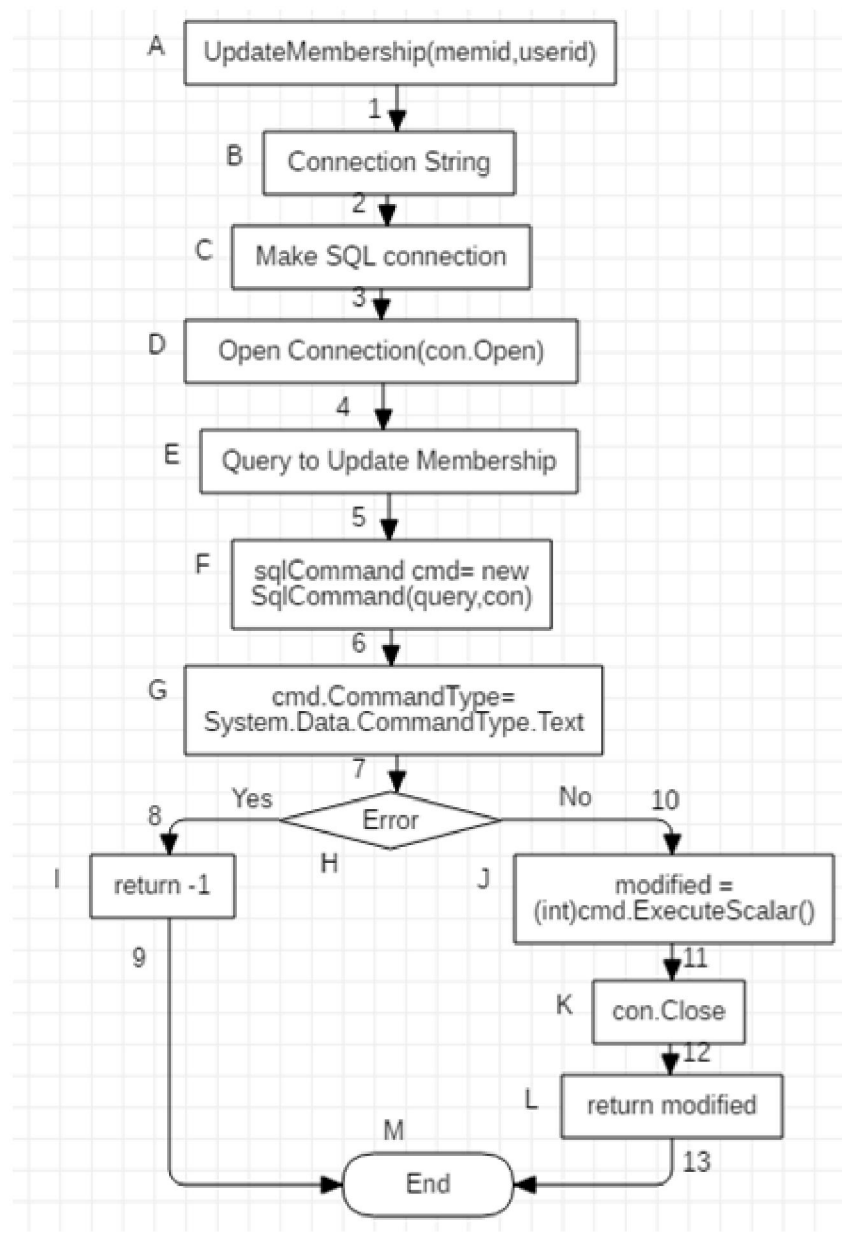 A
UpdateMembership(memid,userid)
1
B
Connection String
2
C
Make SQL connection
3
D
Open Connection(con.Open)
4
E
Query to Update Membership
5
F
sqlCommand cmd= new
SqlCommand(query,con)
6
G
cmd.CommandType=
System.Data.CommandType.Text
7
8
Yes
Error
No
10
H
I
return -1
J
modified =
(int)cmd.ExecuteScalar()
9
11
K
con.Close
12
L
return modified
M
13
End